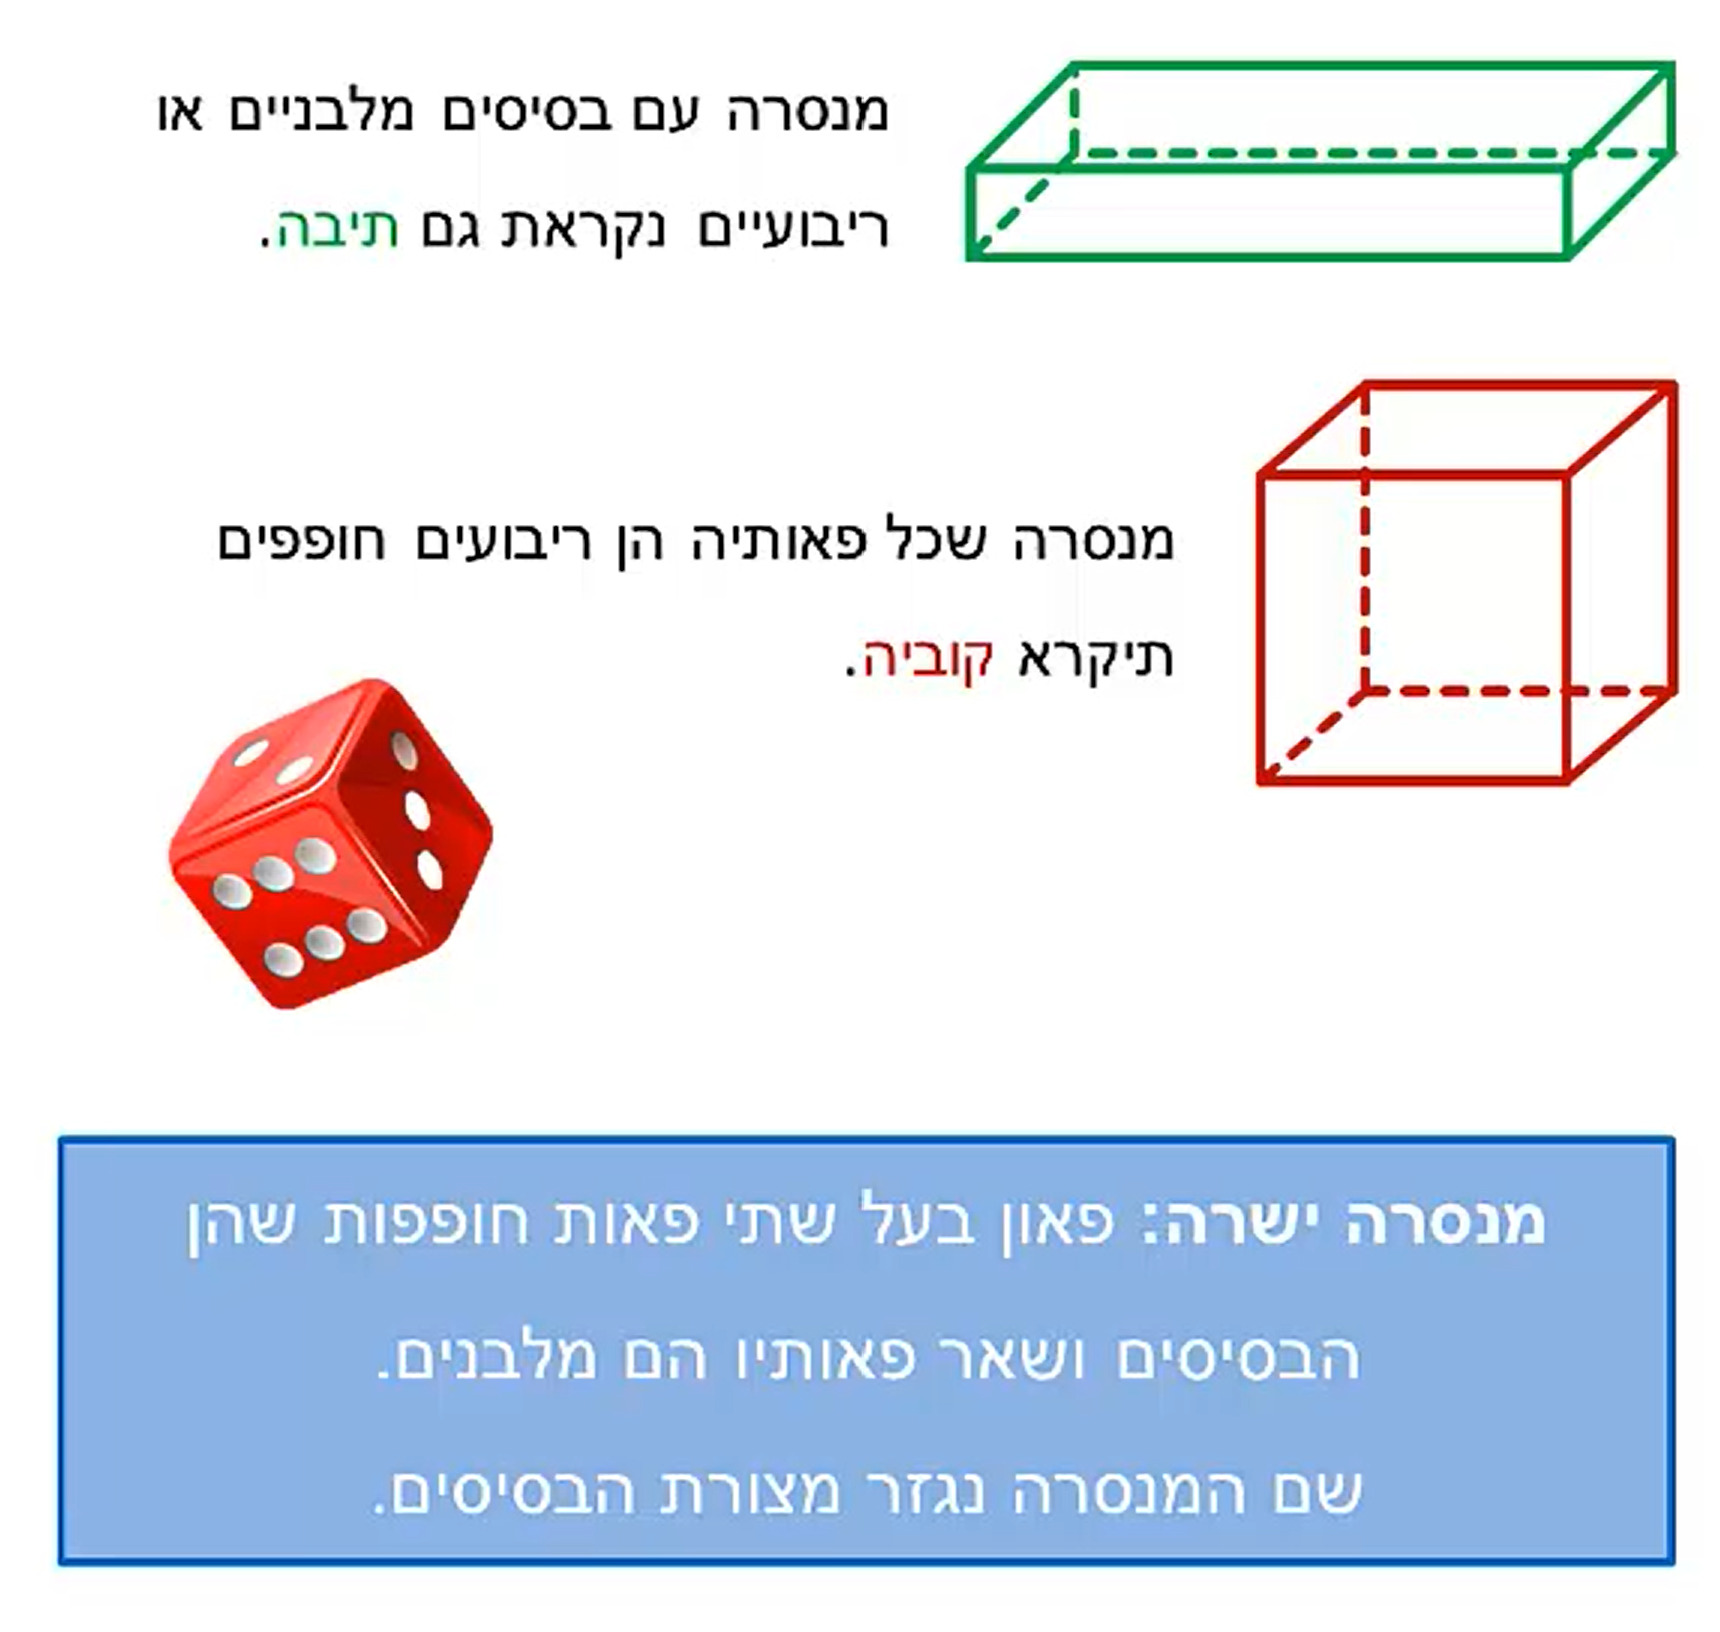 מנסרה עם בסיסים מלבניים או
ריבועיים נקראת גם תיבה.
מנסרה שכל פאותיה הן ריבועים חופפים
תיקרא קוביה.
מנסרה ישרה: פאון בעל שתי פאות חופפות שהן
הבסיסים ושאר פאותיו הם מלבנים.
שם המנסרה נגזר מצורת הבסיסים.